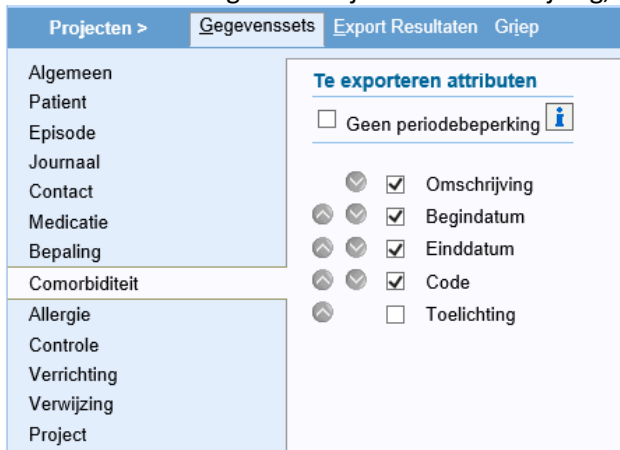 Projecten > Gegevenssets Export Resultaten Griep
Algemeen
Patient
Episode
Journaal
Contact
Medicatie
Bepaling
Comorbiditeit
Allergie
Controle
Verrichting
Verwijzing
Project
Te exporteren attributen
Geen periodebeperking i
Omschrijving
Begindatum
Einddatum
Code
Toelichting